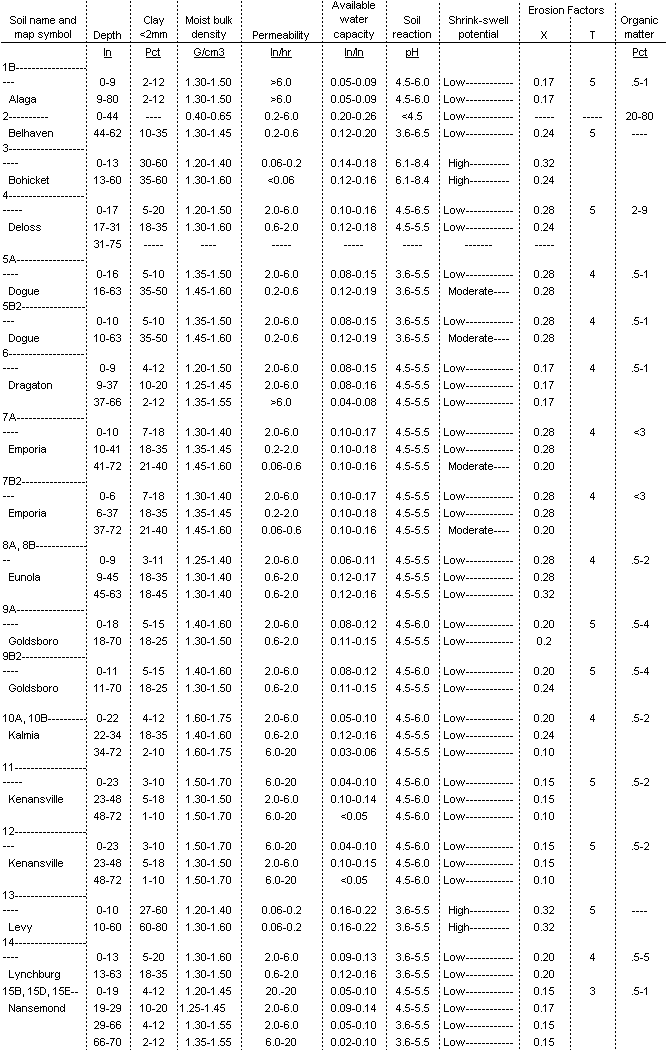 Soil name and map symbol Depth Clay <2mm Moist bulk density Permeability Available water capacity Soil reaction Shrink-swell potential Erosion Factors X T Organic matter
In Pct G/cm3 In/hr In/In pH Pct
1B-------------------
--- 0-9 2-12 1.30-1.50 >6.0 0.05-0.09 4.5-6.0 Low------------- 0.17 5 .5-1
Alaga 9-80 2-12 1.30-1.50 >6.0 0.05-0.09 4.5-6.0 Low------------- 0.17
2---------- 0-44 ---- 0.40-0.65 0.2-6.0 0.20-0.26 <4.5 Low------------- ----- ----- 20-80
Belhaven 44-62 10-35 1.30-1.45 0.2-0.6 0.12-0.20 3.6-6.5 Low------------- 0.24 5 ----
3-------------------
---- 0-13 30-60 1.20-1.40 0.06-0.2 0.14-0.18 6.1-8.4 High---------- 0.32
Bohicket 13-60 35-60 1.30-1.60 <0.06 0.12-0.16 6.1-8.4 High---------- 0.24
4-------------------
----- 0-17 5-20 1.20-1.50 2.0-6.0 0.10-0.16 4.5-6.5 Low------------- 0.28 5 2-9
Deloss 17-31 18-35 1.30-1.60 0.6-2.0 0.12-0.18 4.5-5.5 Low------------- 0.24
31-75 ----- ---- ----- ----- ----- ------- -----
5A------------------
---- 0-16 5-10 1.35-1.50 2.0-6.0 0.08-0.15 3.6-5.5 Low------------- 0.28 4 .5-1
Dogue 16-63 35-50 1.45-1.60 0.2-0.6 0.12-0.19 3.6-5.5 Moderate---- 0.28
5B2-----------------
--- 0-10 5-10 1.35-1.50 2.0-6.0 0.08-0.15 3.6-5.5 Low------------- 0.28 4 .5-1
Dogue 10-63 35-50 1.45-1.60 0.2-0.6 0.12-0.19 3.6-5.5 Moderate---- 0.28
6-------------------
---- 0-9 4-12 1.20-1.50 2.0-6.0 0.08-0.15 4.5-5.5 Low------------- 0.17 4 .5-1
Dragaton 9-37 10-20 1.25-1.45 2.0-6.0 0.08-0.16 4.5-5.5 Low------------- 0.17
37-66 2-12 1.35-1.55 >6.0 0.04-0.08 4.5-5.5 Low------------- 0.17
7A------------------
---- 0-10 7-18 1.30-1.40 2.0-6.0 0.10-0.17 4.5-5.5 Low------------- 0.28 4 <3
Emporia 10-41 18-35 1.35-1.45 0.2-2.0 0.10-0.18 4.5-5.5 Low------------- 0.28
41-72 21-40 1.45-1.60 0.06-0.6 0.10-0.16 4.5-5.5 Moderate---- 0.20
7B2-----------------
--- 0-6 7-18 1.30-1.40 2.0-6.0 0.10-0.17 4.5-5.5 Low------------- 0.28 4 <3
Emporia 6-37 18-35 1.35-1.45 0.2-2.0 0.10-0.18 4.5-5.5 Low------------- 0.28
37-72 21-40 1.45-1.60 0.06-0.6 0.10-0.16 4.5-5.5 Moderate---- 0.20
8A, 8B-------------
-- 0-9 3-11 1.25-1.40 2.0-6.0 0.06-0.11 4.5-5.5 Low------------- 0.28 4 .5-2
Eunola 9-45 18-35 1.30-1.40 0.6-2.0 0.12-0.17 4.5-5.5 Low------------- 0.28
45-63 18-45 1.30-1.40 0.6-2.0 0.12-0.16 4.5-5.5 Low------------- 0.32
9A------------------
---- 0-18 5-15 1.40-1.60 2.0-6.0 0.08-0.12 4.5-6.0 Low------------- 0.20 5 .5-4
Goldsboro 18-70 18-25 1.30-1.50 0.6-2.0 0.11-0.15 4.5-5.5 Low------------- 0.2
9B2-----------------
---- 0-11 5-15 1.40-1.60 2.0-6.0 0.08-0.12 4.5-6.0 Low------------- 0.20 5 .5-4
Goldsboro 11-70 18-25 1.30-1.50 0.6-2.0 0.11-0.15 4.5-5.5 Low------------- 0.24
10A, 10B---------- 0-22 4-12 1.60-1.75 2.0-6.0 0.05-0.10 4.5-6.0 Low------------- 0.20 4 .5-2
Kalmia 22-34 18-35 1.40-1.60 0.6-2.0 0.12-0.16 4.5-5.5 Low------------- 0.24
34-72 2-10 1.60-1.75 6.0-20 0.03-0.06 4.5-5.5 Low------------- 0.10
11------------------
----- 0-23 3-10 1.50-1.70 6.0-20 0.04-0.10 4.5-6.0 Low------------- 0.15 5 .5-2
Kenansville 23-48 5-18 1.30-1.50 2.0-6.0 0.10-0.14 4.5-6.0 Low------------- 0.15
48-72 1-10 1.50-1.70 6.0-20 <0.05 4.5-6.0 Low------------- 0.10
12------------------
--- 0-23 3-10 1.50-1.70 6.0-20 0.04-0.10 4.5-6.0 Low------------- 0.15 5 .5-2
Kenansville 23-48 5-18 1.30-1.50 2.0-6.0 0.10-0.15 4.5-6.0 Low------------- 0.15
48-72 1-10 1.50-1.70 6.0-20 <0.05 4.5-6.0 Low------------- 0.10
13------------------
---- 0-10 27-60 1.20-1.40 0.06-0.2 0.16-0.22 3.6-5.5 High---------- 0.32 5 ----
Levy 10-60 60-80 1.30-1.60 0.06-0.2 0.16-0.22 3.6-5.5 High---------- 0.32
14------------------
---- 0-13 5-20 1.30-1.60 2.0-6.0 0.09-0.13 3.6-5.5 Low------------- 0.20 4 .5-5
Lynchburg 13-63 18-35 1.30-1.50 0.6-2.0 0.12-0.16 3.6-5.5 Low------------- 0.20
15B, 15D, 15E-- 0-19 4-12 1.20-1.45 20.-20 0.05-0.10 4.5-5.5 Low------------- 0.15 3 .5-1
Nansemond 19-29 10-20 1.25-1.45 2.0-6.0 0.09-0.14 4.5-5.5 Low------------- 0.17
29-66 4-12 1.30-1.55 2.0-6.0 0.05-0.10 3.6-5.5 Low------------- 0.15
66-70 2-12 1.35-1.55 6.0-20 0.02-0.10 3.6-5.5 Low------------- 0.15